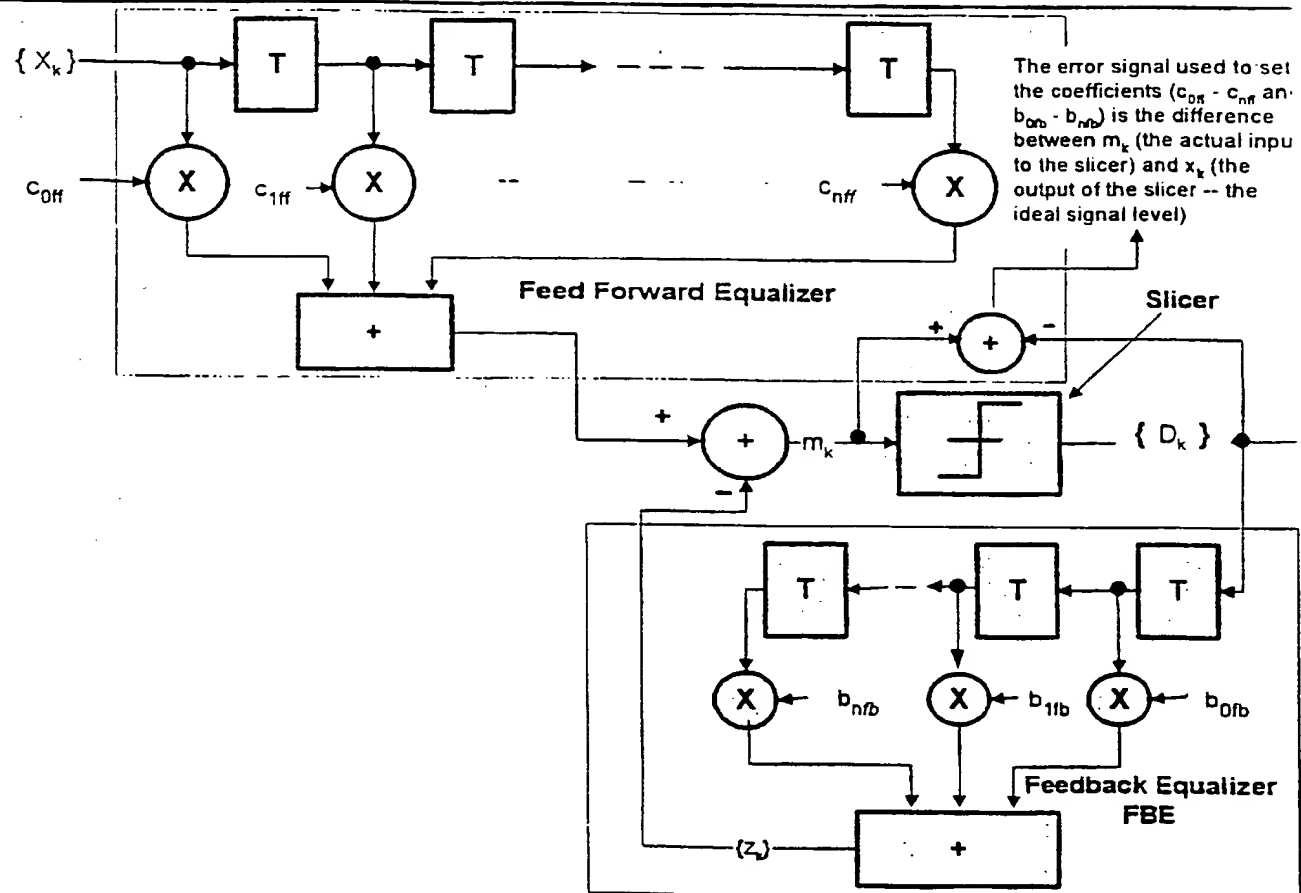 { X_k }
T
T
T
The error signal used to set
the coefficients (c_0ff - c_nff an
b_0fb - b_nfb) is the difference
between m_k (the actual inpu
to the slicer) and x_k (the
output of the slicer -- the
ideal signal level)
c_0ff
X
c_1ff
X
c_nff
X
+
Feed Forward Equalizer
Slicer
+
+
-
+
+
-
m_k
{ D_k }
T
T
T
X
b_nfb
X
b_1fb
X
b_0fb
Feedback Equalizer
FBE
{Z_k}
+